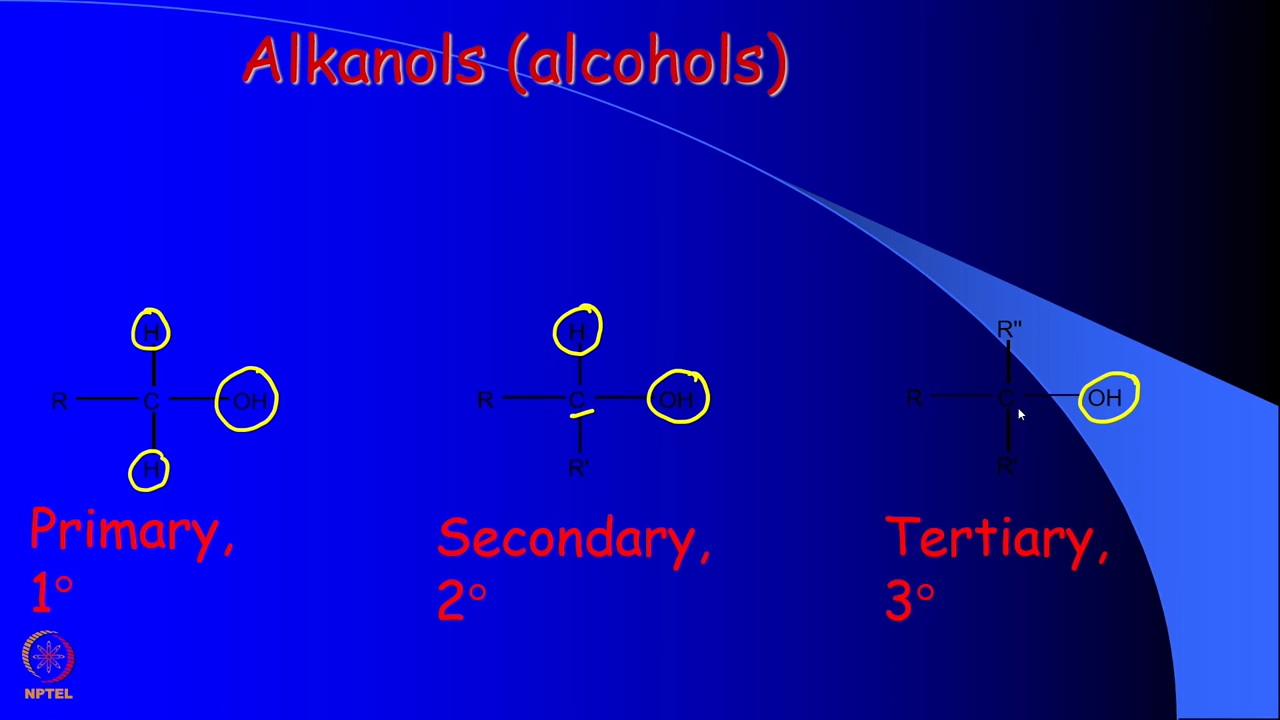 Alkanols (alcohols)
H
R C OH
H
Primary,
1°
H
R C OH
R'
Secondary,
2°
R"
R C OH
R'
Tertiary,
3°
NPTEL